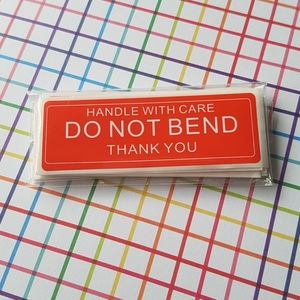 HANDLE WITH CARE
DO NOT BEND
THANK YOU